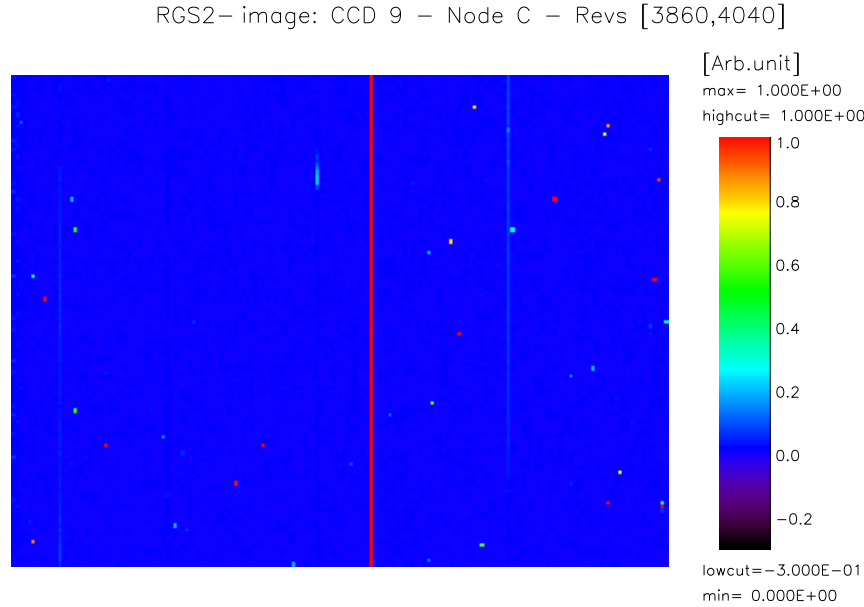 RGS2- image: CCD 9 - Node C - Revs [3860,4040]
[Arb.unit]
max= 1.000E+00
highcut= 1.000E+00
1.0
0.8
0.6
0.4
0.2
0.0
-0.2
lowcut=-3.000E-01
min= 0.000E+00